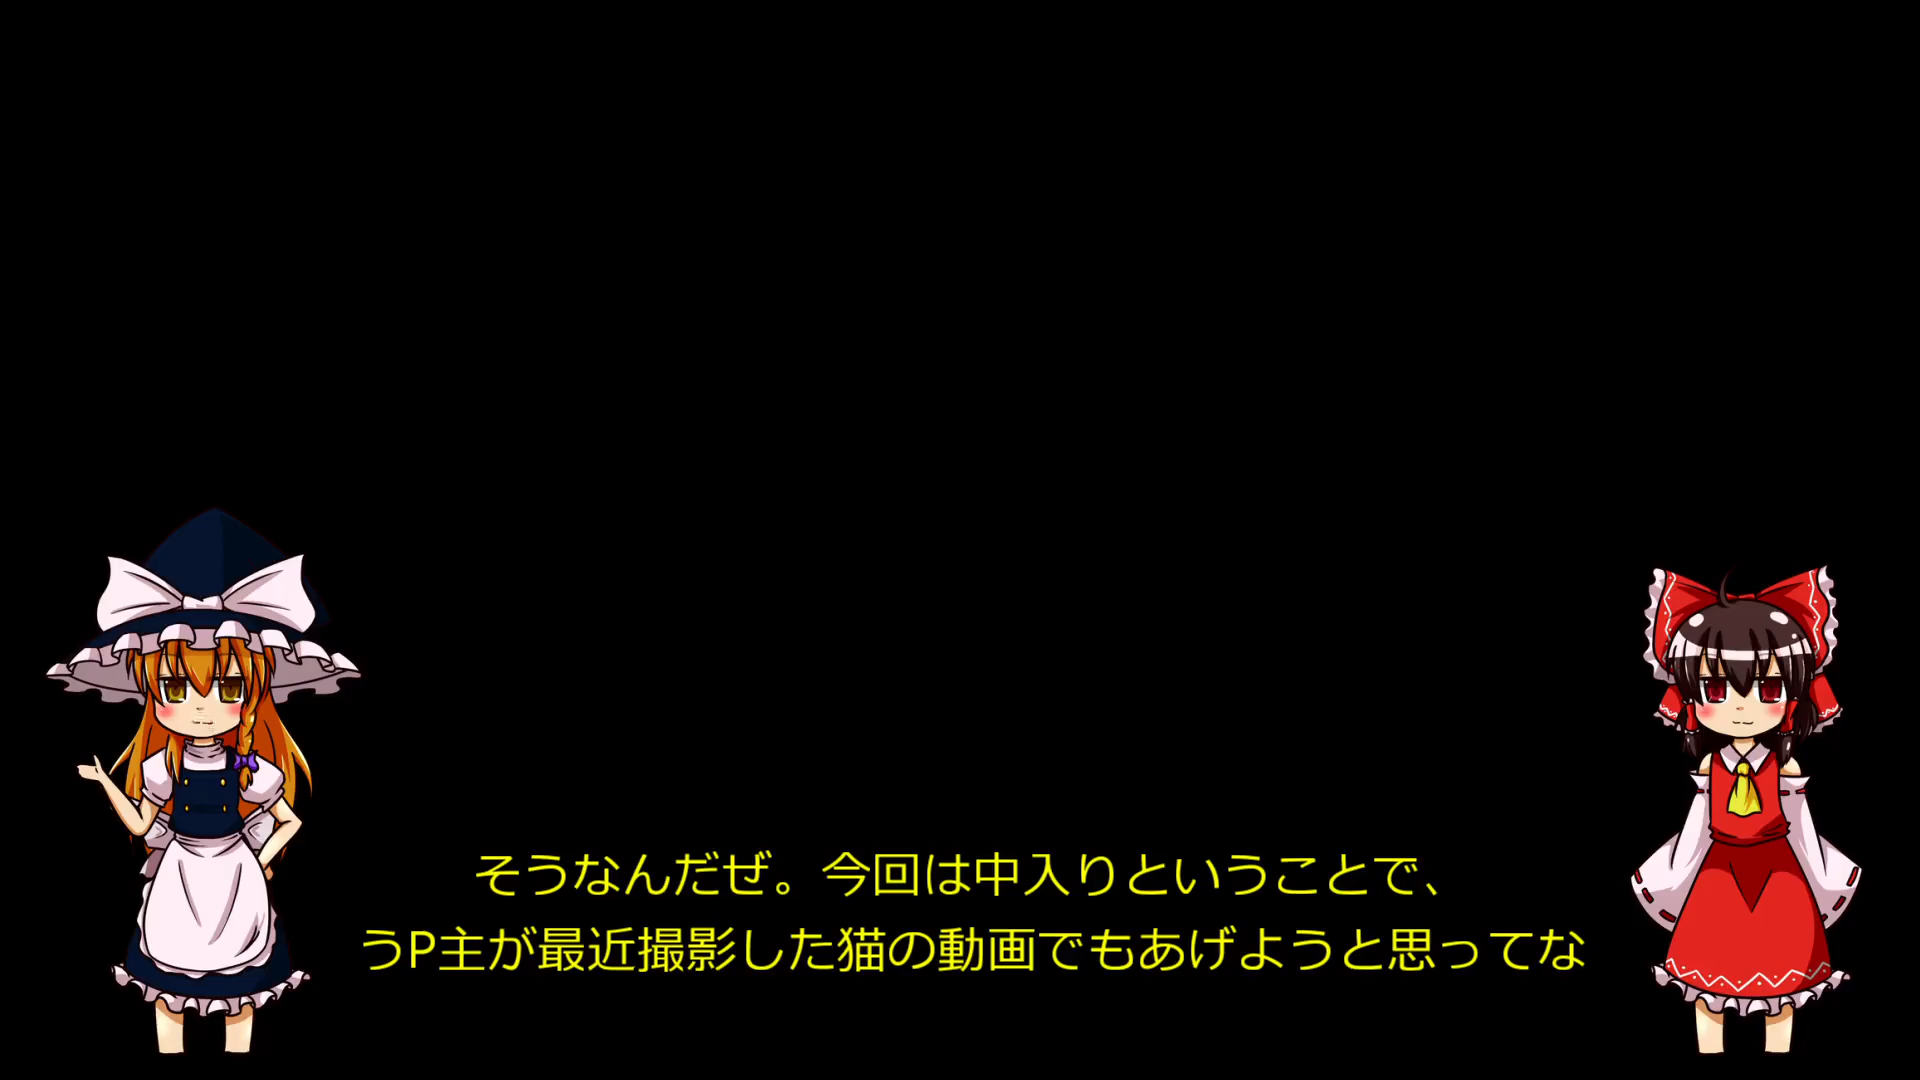 そうなんだぜ。今回は中入りということで、
うP主が最近撮影した猫の動画でもあげようと思ってな